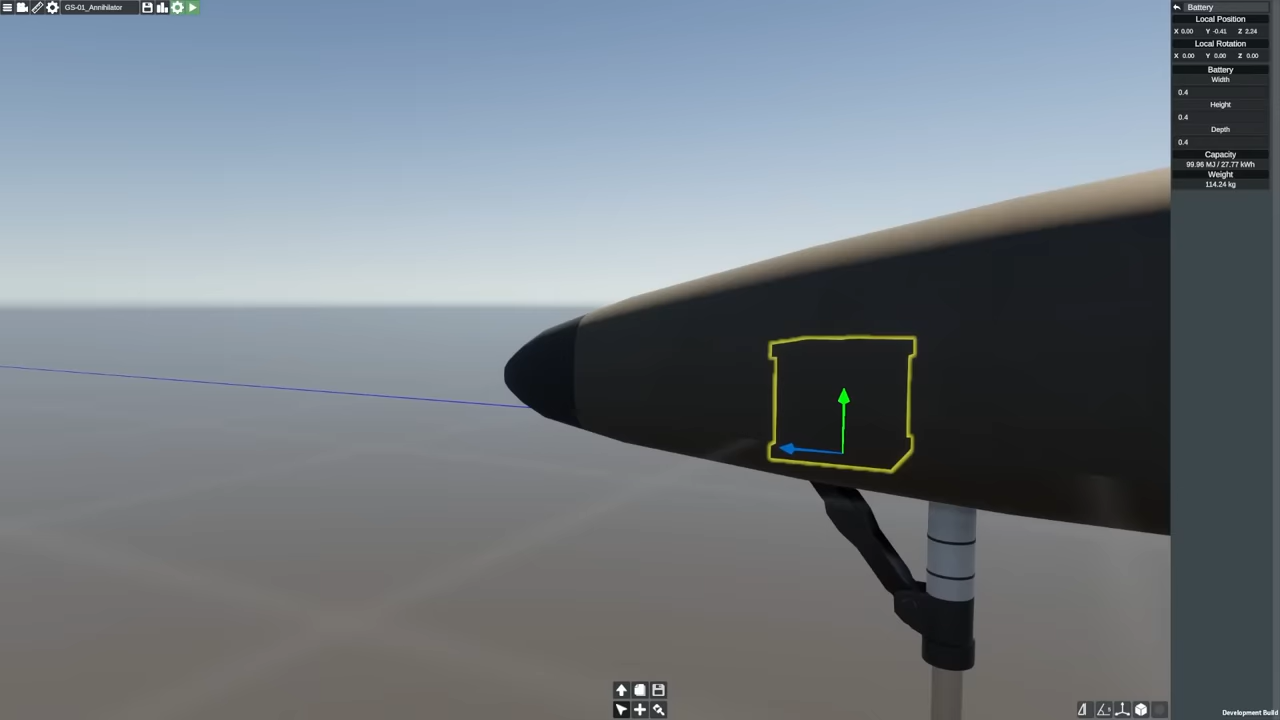 GS-01_Annihilator
Battery
Local Position
X 0.00 Y -0.41 Z 2.24
Local Rotation
X 0.00 Y 0.00 Z 0.00
Battery
Width
0.4
Height
0.4
Depth
0.4
Capacity
99.96 MJ / 27.77 kWh
Weight
114.24 kg
Development Build